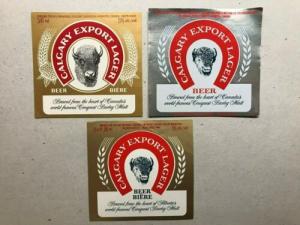 CALGARY EXPORT LAGER
BEER
BIÈRE
Brewed from the heart of Canada's
world famous Conquest Barley Malt
CALGARY EXPORT LAGER
BEER
Brewed from the heart of Canada's
world famous Conquest Barley Malt
CALGARY EXPORT LAGER
BEER
BIÈRE
Brewed from the heart of Alberta's
world famous Conquest Barley Malt